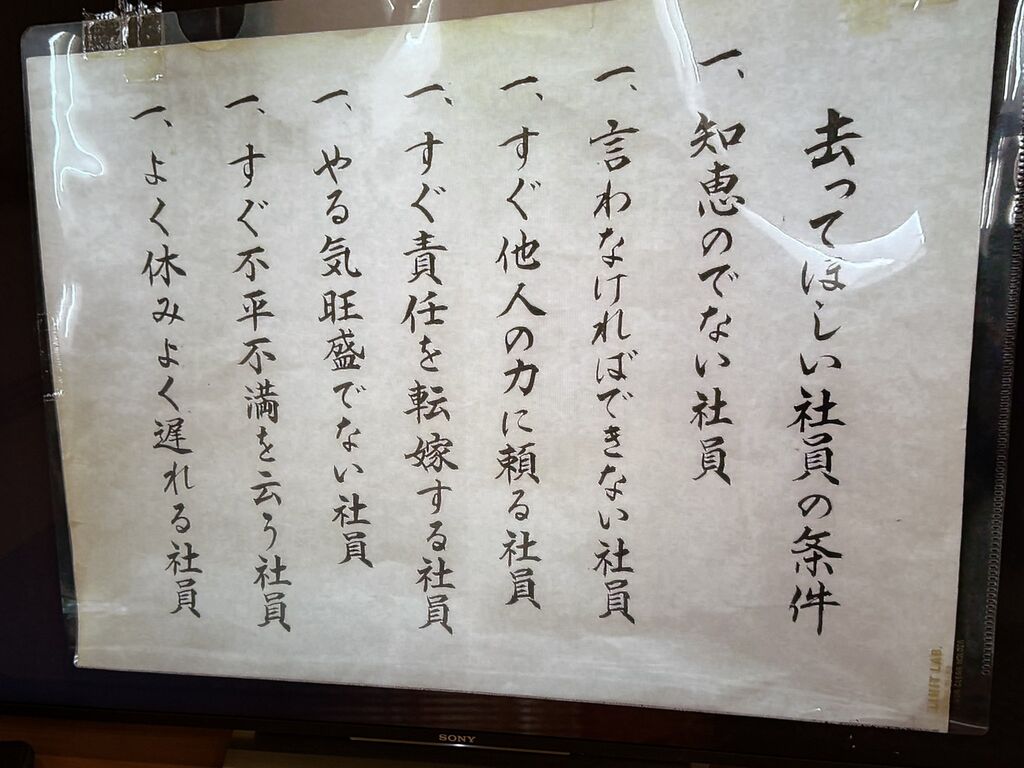 去ってほしい社員の条件
一、知恵のでない社員
一、言わなければできない社員
一、すぐ他人の力に頼る社員
一、すぐ責任を転嫁する社員
一、やる気旺盛でない社員
一、すぐ不平不満を云う社員
一、よく休みよく遅れる社員
LIHIT LAB.
SONY